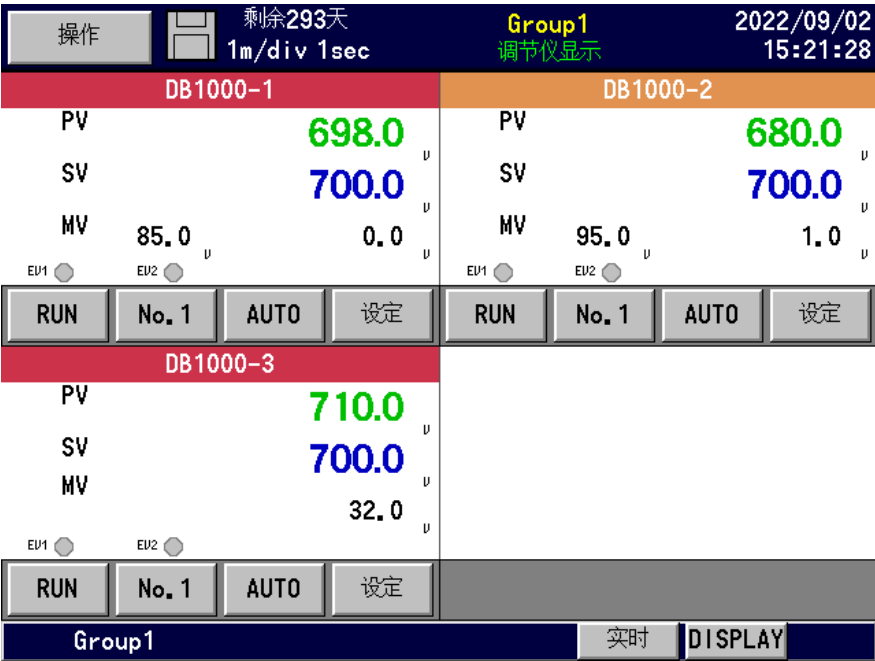 操作
剩余293天
1m/div 1sec
Group1
调节仪显示
2022/09/02
15:21:28
DB1000-1
PV 698.0
SV 700.0
MV 85.0 0.0
EV1 EV2
RUN No.1 AUTO 设定
DB1000-2
PV 680.0
SV 700.0
MV 95.0 1.0
EV1 EV2
RUN No.1 AUTO 设定
DB1000-3
PV 710.0
SV 700.0
MV 32.0
EV1 EV2
RUN No.1 AUTO 设定
Group1 实时 DISPLAY